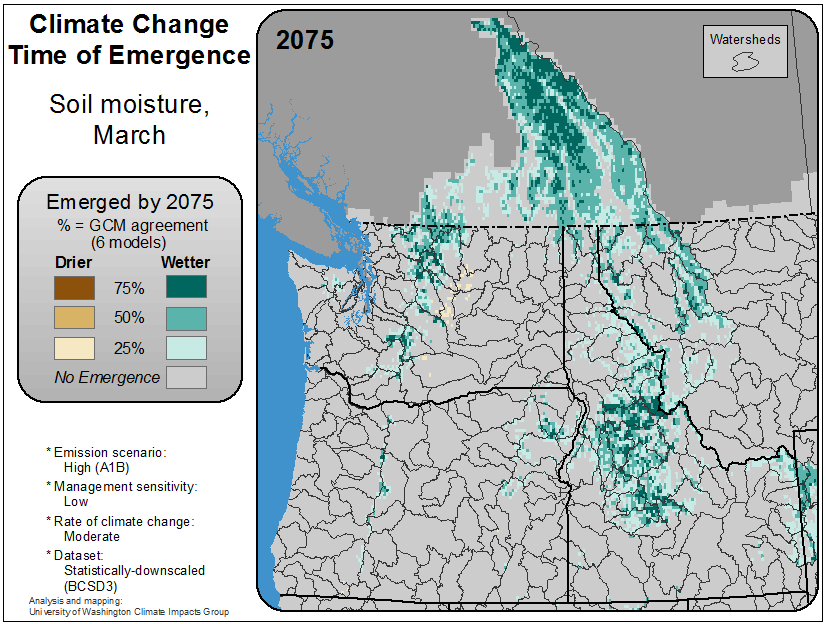 Climate Change
Time of Emergence
Soil moisture,
March
Emerged by 2075
% = GCM agreement
(6 models)
Drier Wetter
75%
50%
25%
No Emergence
* Emission scenario:
High (A1B)
* Management sensitivity:
Low
* Rate of climate change:
Moderate
* Dataset:
Statistically-downscaled
(BCSD3)
Analysis and mapping:
University of Washington Climate Impacts Group
2075
Watersheds